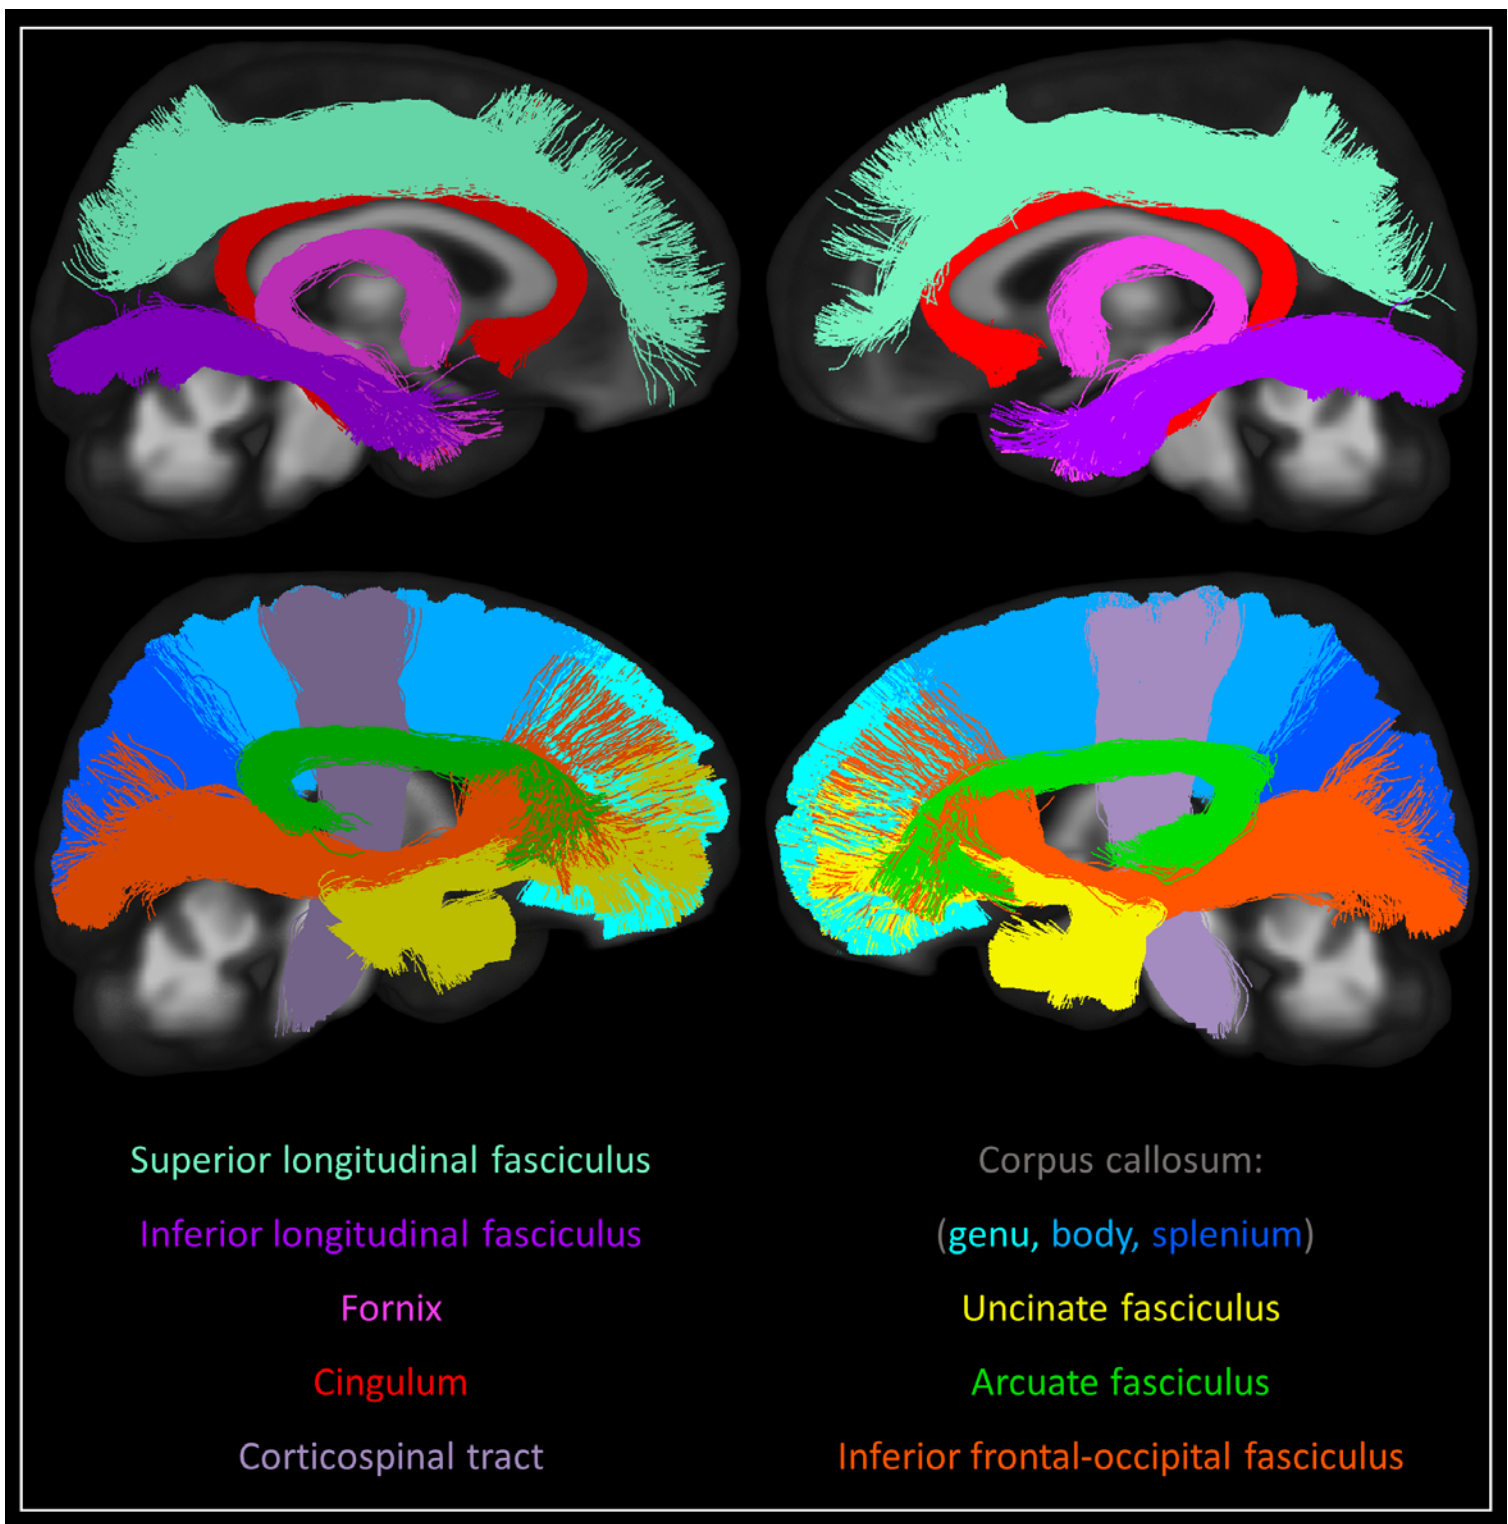 Superior longitudinal fasciculus
Inferior longitudinal fasciculus
Fornix
Cingulum
Corticospinal tract
Corpus callosum:
(genu, body, splenium)
Uncinate fasciculus
Arcuate fasciculus
Inferior frontal-occipital fasciculus